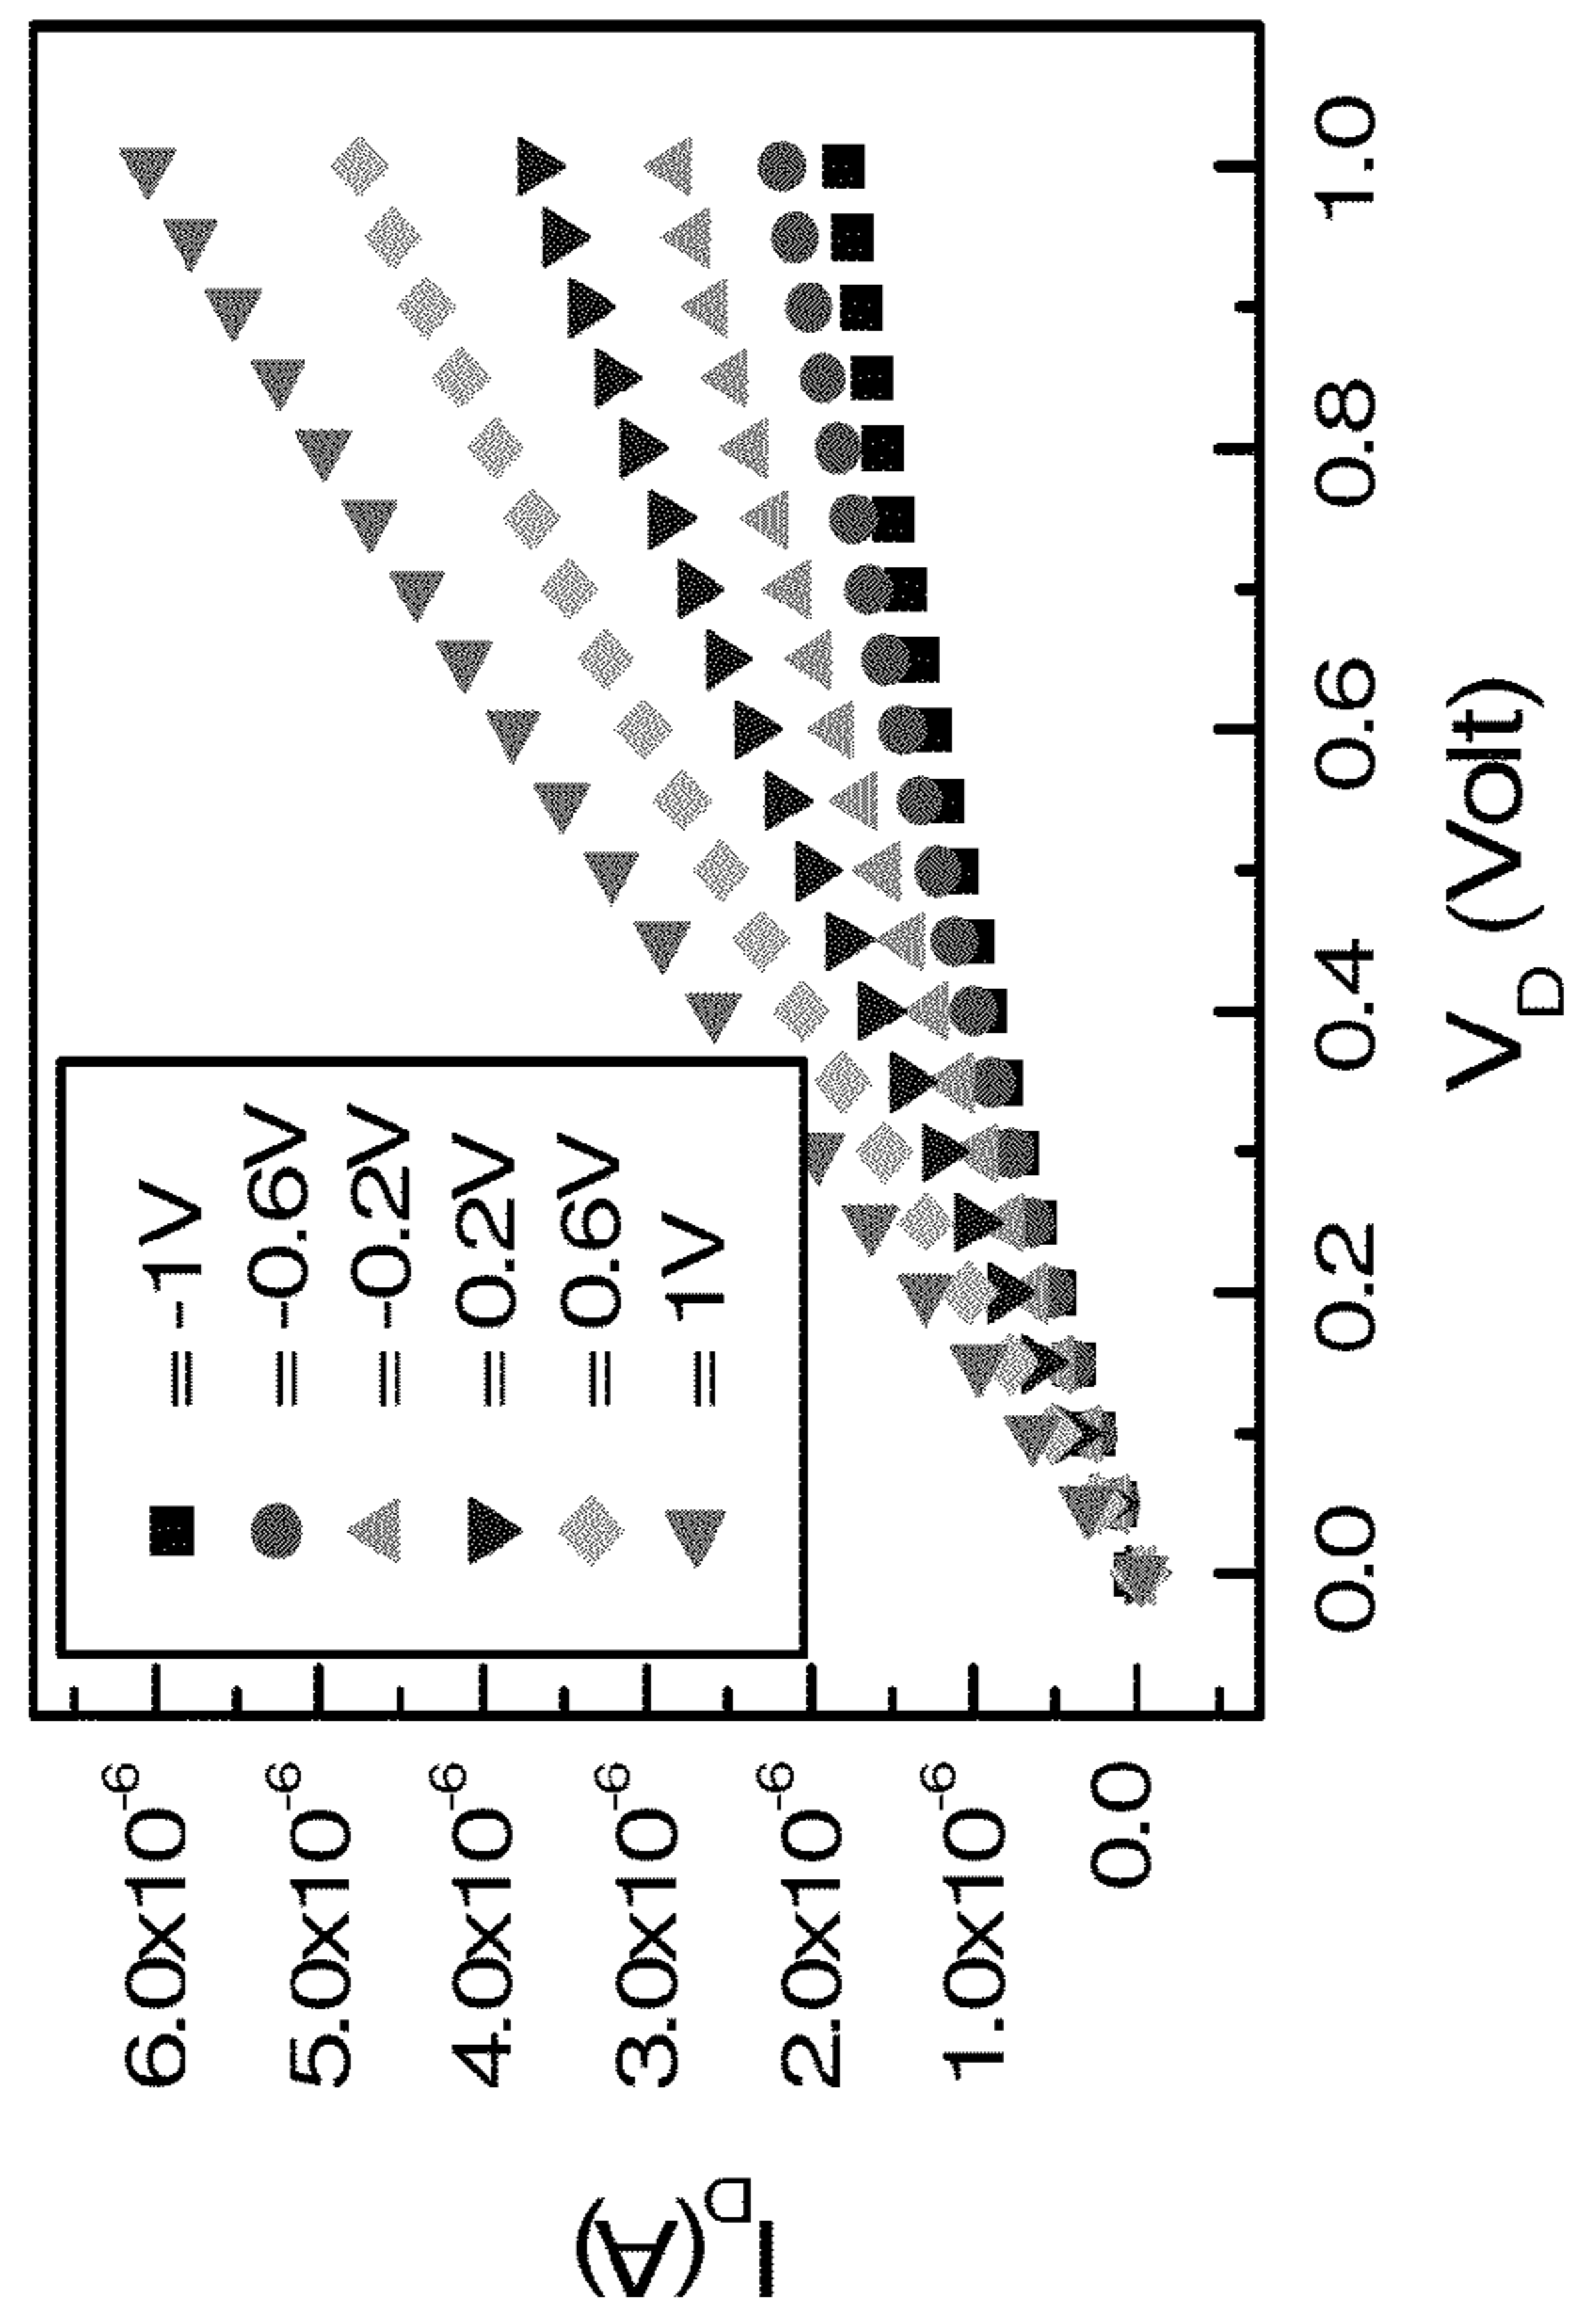 = -1V
= -0.6V
= -0.2V
= 0.2V
= 0.6V
= 1V
6.0x10⁻⁶
5.0x10⁻⁶
4.0x10⁻⁶
3.0x10⁻⁶
2.0x10⁻⁶
1.0x10⁻⁶
0.0
I_D(A)
0.0 0.2 0.4 0.6 0.8 1.0
V_D (Volt)